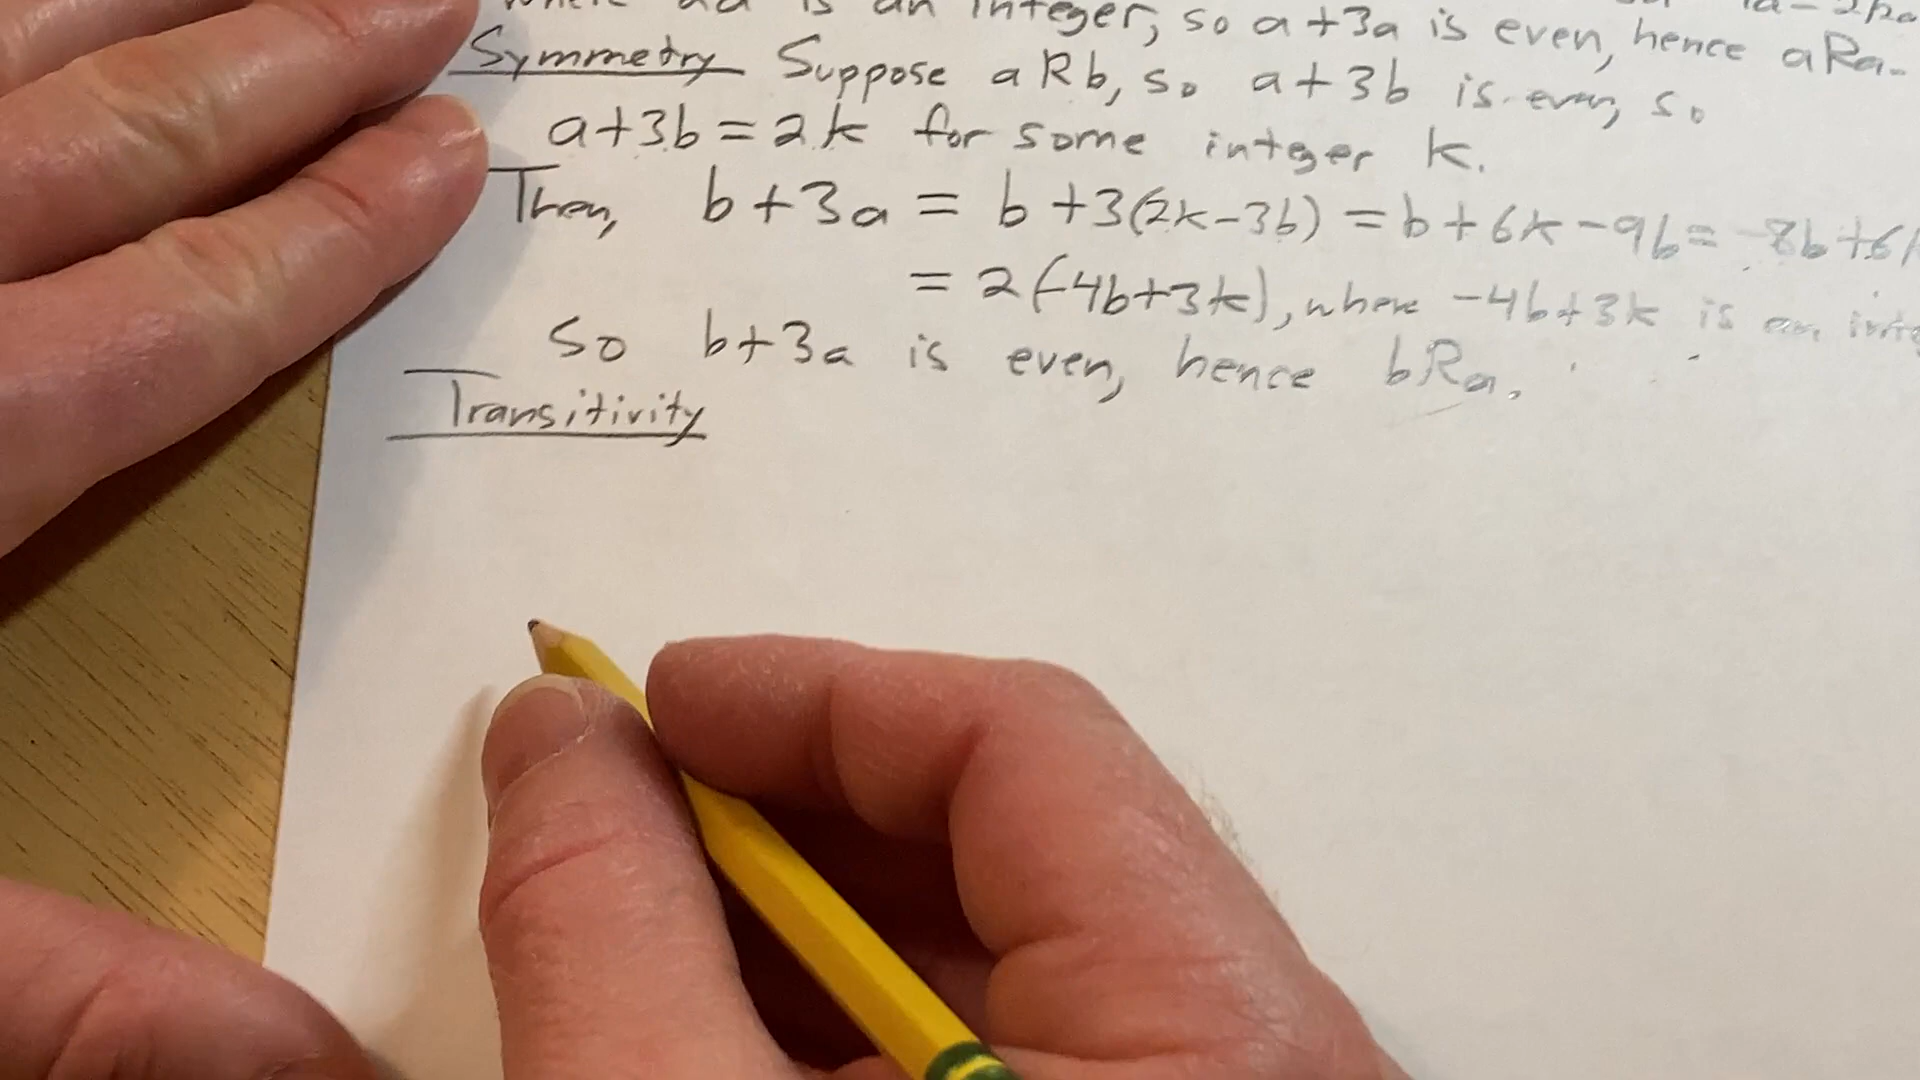 is an integer, so a+3a is even, hence aRa.
Symmetry Suppose aRb, so a+3b is even, so
a+3b=2k for some integer k.
Then, b+3a = b+3(2k-3b) = b+6k-9b= -8b+6k
= 2(-4b+3k), where -4b+3k is an
So b+3a is even, hence bRa.
Transitivity